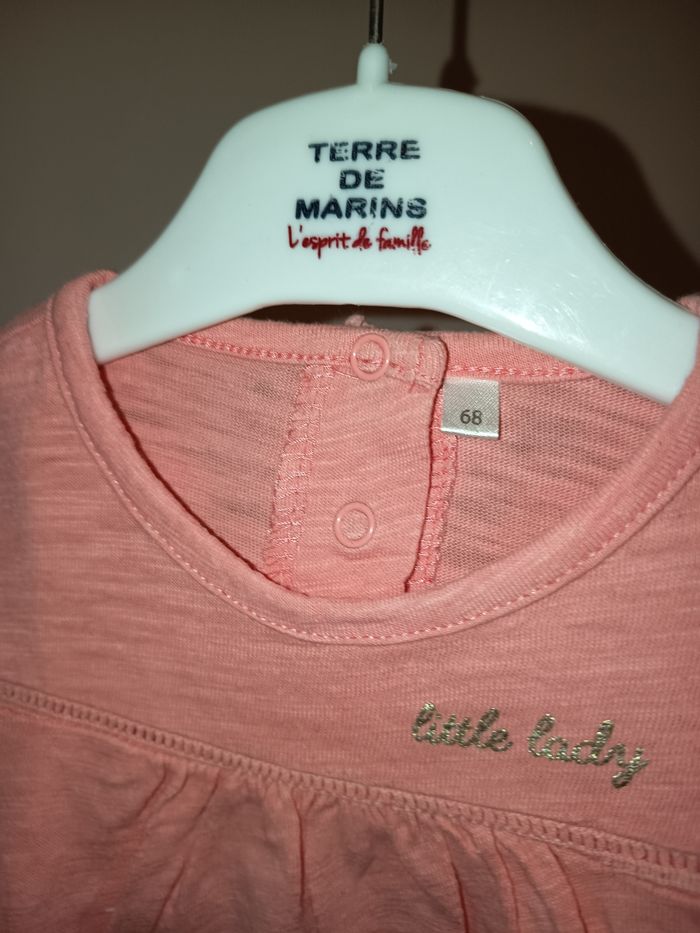 TERRE
DE
MARINS
L'esprit de famille
68
little lady